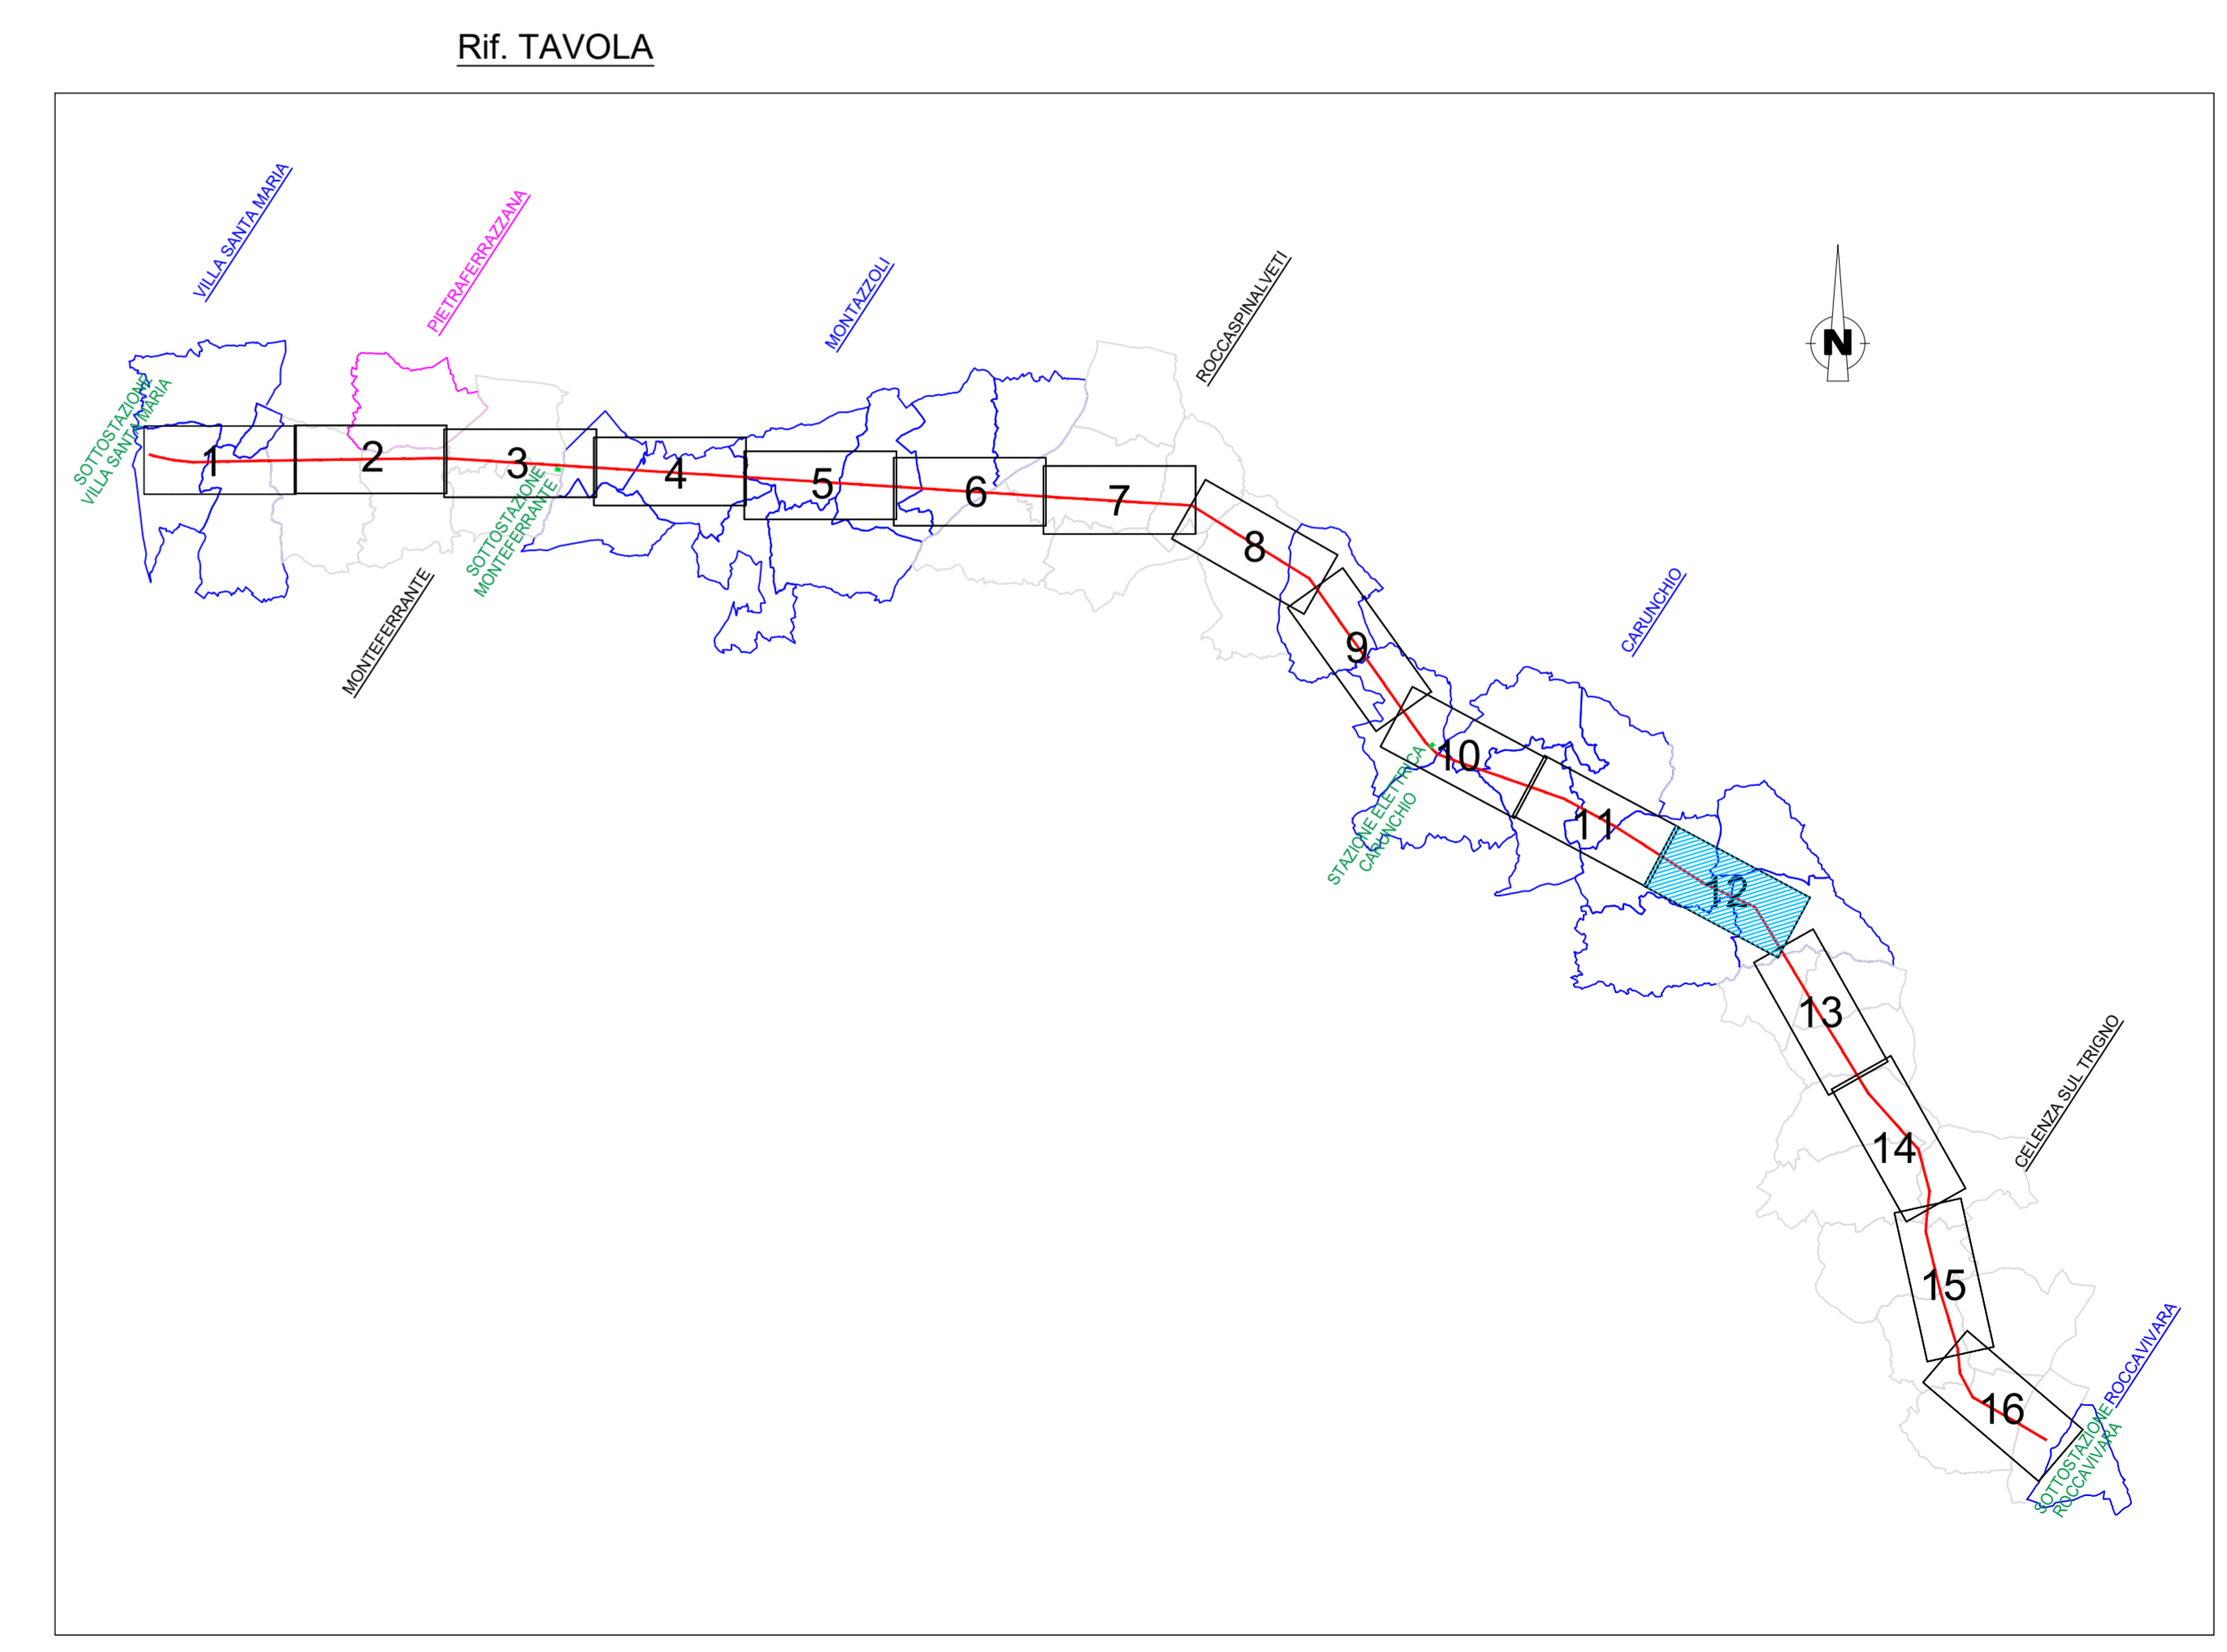 Rif. TAVOLA
VILLA SANTA MARIA
PIETRAFERRAZZANA
MONTAZZOLI
ROCCASPINALVETI
N
SOTTOSTAZIONE
VILLA SANTA MARIA
1
2
3
4
5
6
7
8
SOTTOSTAZIONE
MONTEFERRANTE
MONTEFERRANTE
CARUNCHIO
9
10
STAZIONE ELETTRICA
CARUNCHIO
11
12
13
CELENZA SUL TRIGNO
14
15
ROCCAVIVARA
16
SOTTOSTAZIONE
ROCCAVIVARA